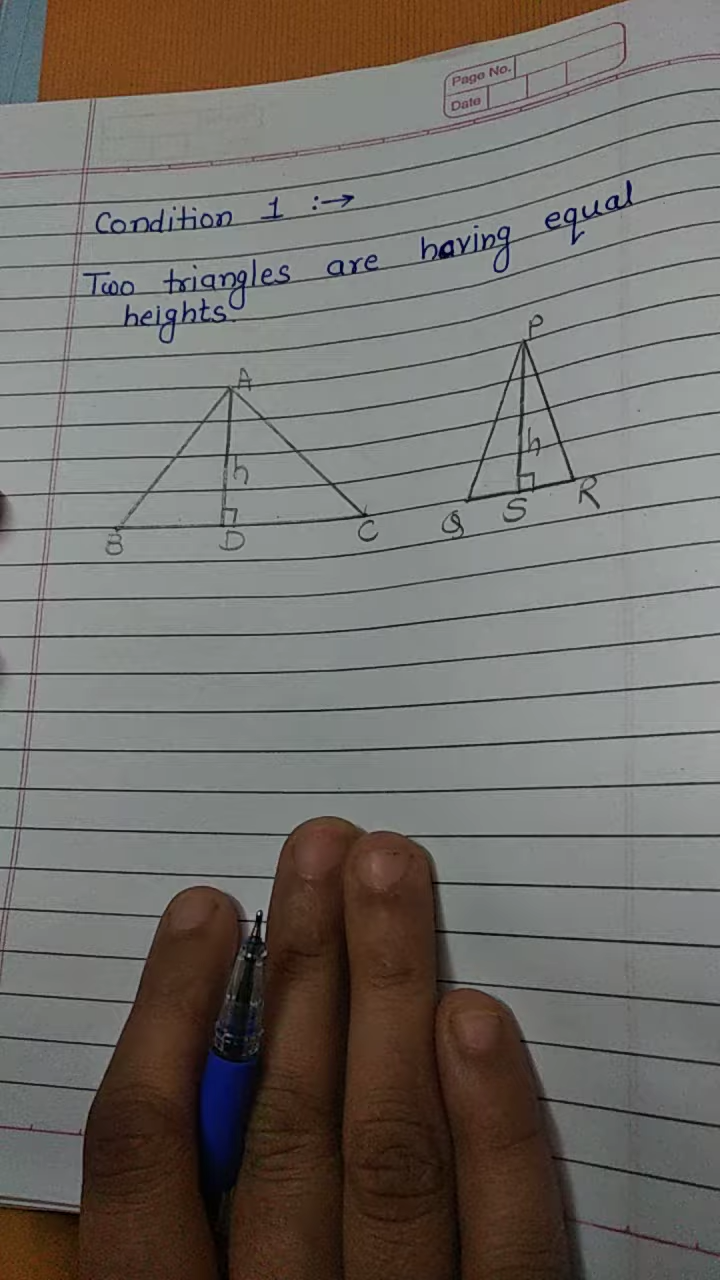 Page No.
Date
Condition 1 :→
Two triangles are having equal
heights.
A
P
h
h
B
D
C
Q
S
R